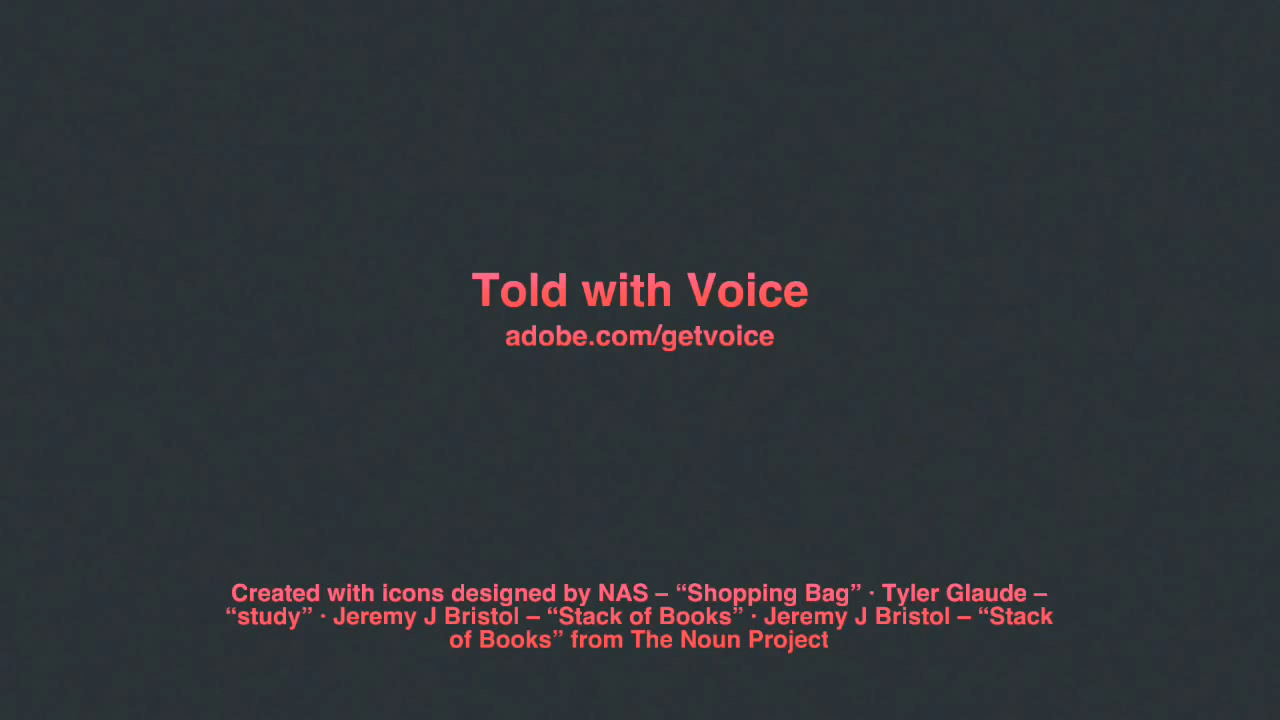 Told with Voice
adobe.com/getvoice
Created with icons designed by NAS – “Shopping Bag” · Tyler Glaude –
“study” · Jeremy J Bristol – “Stack of Books” · Jeremy J Bristol – “Stack
of Books” from The Noun Project